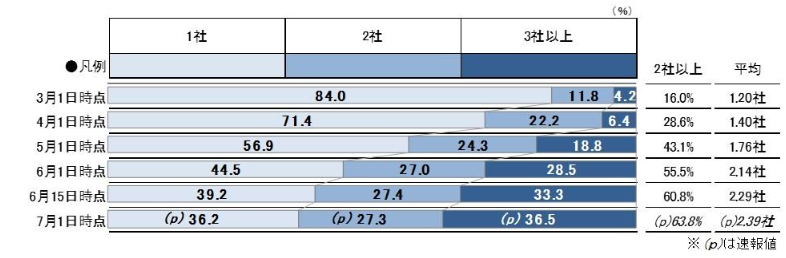 (%)
1社 2社 3社以上
●凡例 2社以上 平均
3月1日時点 84.0 11.8 4.2 16.0% 1.20社
4月1日時点 71.4 22.2 6.4 28.6% 1.40社
5月1日時点 56.9 24.3 18.8 43.1% 1.76社
6月1日時点 44.5 27.0 28.5 55.5% 2.14社
6月15日時点 39.2 27.4 33.3 60.8% 2.29社
7月1日時点 (p) 36.2 (p) 27.3 (p) 36.5 (p)63.8% (p)2.39社
※ (p)は速報値